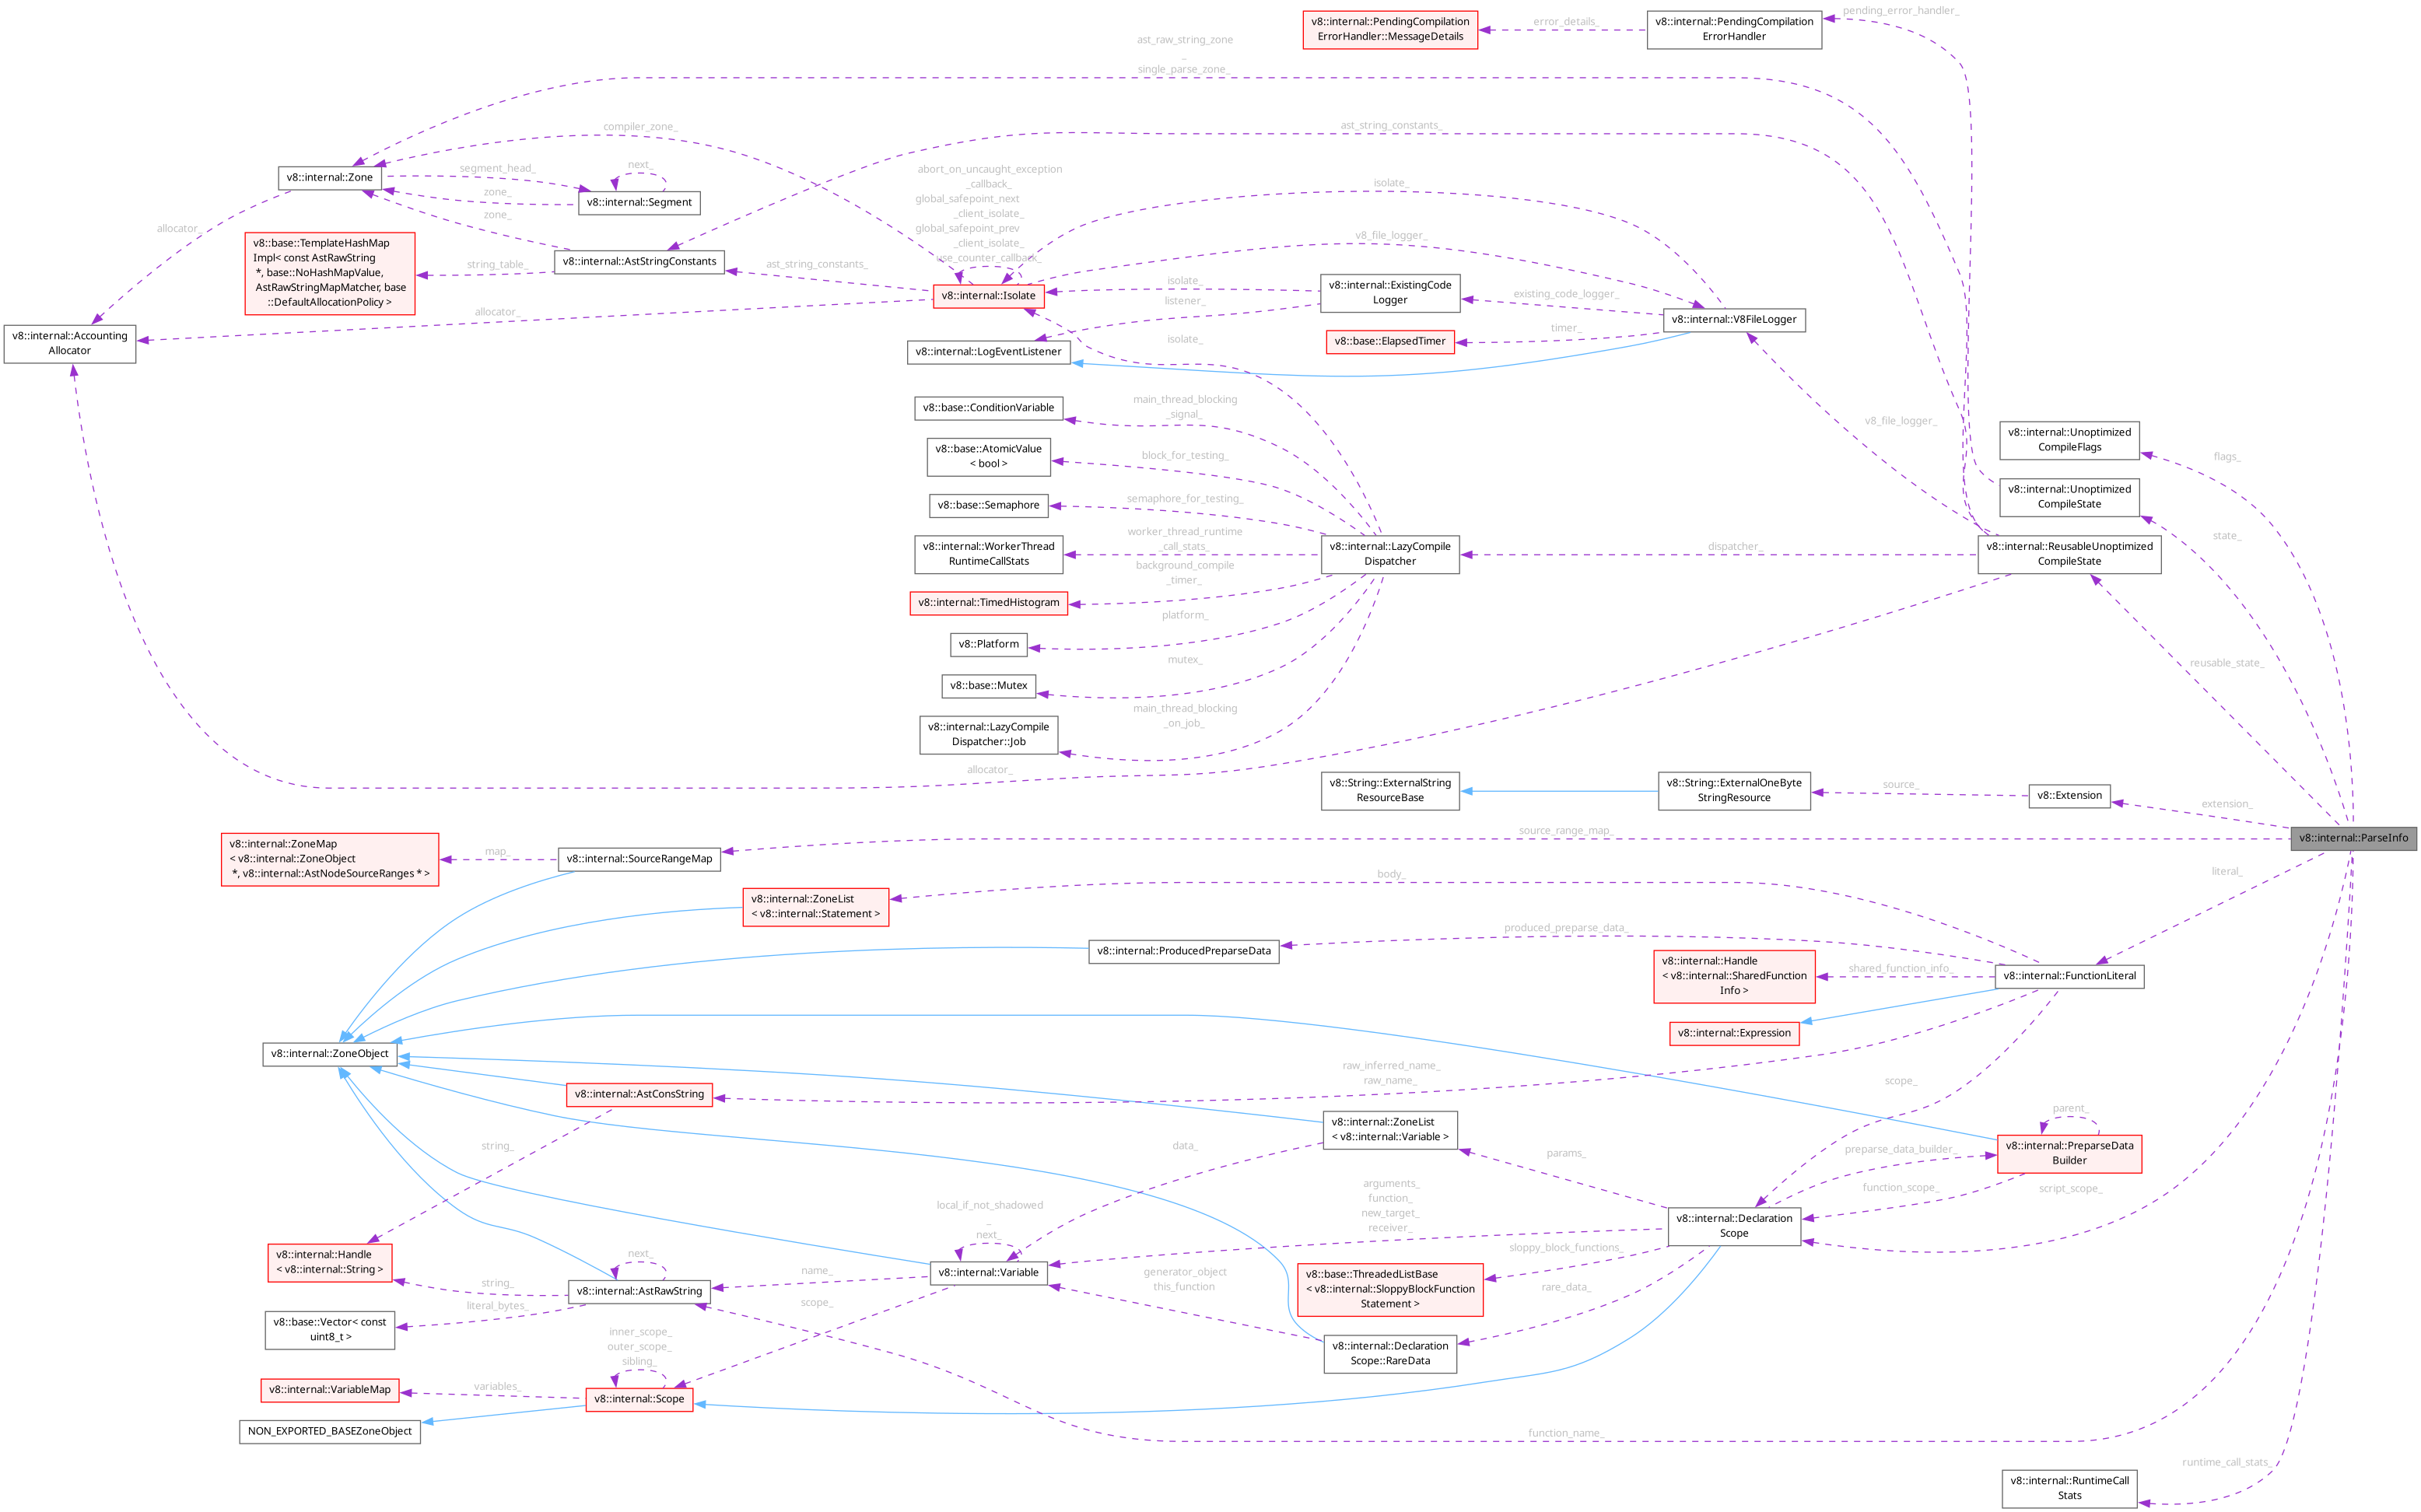 v8::internal::PendingCompilation
ErrorHandler::MessageDetails
error_details_
v8::internal::PendingCompilation
ErrorHandler
pending_error_handler_
ast_raw_string_zone
_
single_parse_zone_
compiler_zone_
ast_string_constants_
v8::internal::Zone
segment_head_
next_
zone_
v8::internal::Segment
zone_
allocator_
abort_on_uncaught_exception
_callback_
global_safepoint_next
_client_isolate_
global_safepoint_prev
_client_isolate_
use_counter_callback_
isolate_
v8_file_logger_
v8::base::TemplateHashMap
Impl< const AstRawString
*, base::NoHashMapValue,
AstRawStringMapMatcher, base
::DefaultAllocationPolicy >
string_table_
v8::internal::AstStringConstants
ast_string_constants_
v8::internal::Isolate
isolate_
v8::internal::ExistingCode
Logger
existing_code_logger_
v8::internal::V8FileLogger
listener_
allocator_
timer_
v8::base::ElapsedTimer
v8::internal::Accounting
Allocator
v8::internal::LogEventListener
isolate_
v8_file_logger_
v8::base::ConditionVariable
main_thread_blocking
_signal_
v8::base::AtomicValue
< bool >
block_for_testing_
v8::base::Semaphore
semaphore_for_testing_
v8::internal::WorkerThread
RuntimeCallStats
worker_thread_runtime
_call_stats_
v8::internal::LazyCompile
Dispatcher
dispatcher_
v8::internal::ReusableUnoptimized
CompileState
v8::internal::Unoptimized
CompileFlags
flags_
v8::internal::Unoptimized
CompileState
state_
background_compile
_timer_
v8::internal::TimedHistogram
platform_
v8::Platform
mutex_
v8::base::Mutex
main_thread_blocking
_on_job_
v8::internal::LazyCompile
Dispatcher::Job
reusable_state_
allocator_
v8::String::ExternalString
ResourceBase
v8::String::ExternalOneByte
StringResource
source_
v8::Extension
extension_
v8::internal::ParseInfo
source_range_map_
v8::internal::ZoneMap
< v8::internal::ZoneObject
*, v8::internal::AstNodeSourceRanges * >
map_
v8::internal::SourceRangeMap
body_
literal_
v8::internal::ZoneList
< v8::internal::Statement >
produced_preparse_data_
v8::internal::ProducedPreparseData
v8::internal::Handle
< v8::internal::SharedFunction
Info >
shared_function_info_
v8::internal::FunctionLiteral
v8::internal::Expression
v8::internal::ZoneObject
raw_inferred_name_
raw_name_
scope_
v8::internal::AstConsString
v8::internal::ZoneList
< v8::internal::Variable >
parent_
v8::internal::PreparseData
Builder
string_
data_
params_
preparse_data_builder_
function_scope_
script_scope_
arguments_
function_
new_target_
receiver_
v8::internal::Declaration
Scope
local_if_not_shadowed
_
next_
v8::internal::Handle
< v8::internal::String >
next_
string_
v8::internal::AstRawString
name_
v8::internal::Variable
sloppy_block_functions_
v8::base::ThreadedListBase
< v8::internal::SloppyBlockFunction
Statement >
generator_object
this_function
rare_data_
literal_bytes_
v8::base::Vector< const
uint8_t >
scope_
inner_scope_
outer_scope_
sibling_
v8::internal::Declaration
Scope::RareData
v8::internal::VariableMap
variables_
v8::internal::Scope
NON_EXPORTED_BASEZoneObject
function_name_
runtime_call_stats_
v8::internal::RuntimeCall
Stats